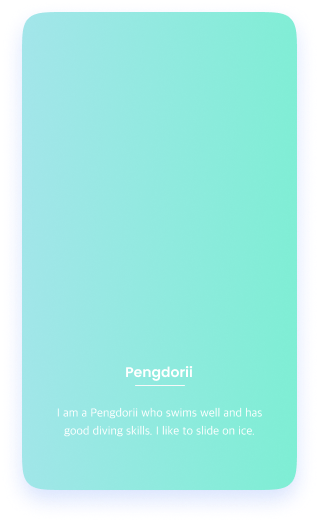 Pengdorii
I am a Pengdorii who swims well and has
good diving skills. I like to slide on ice.